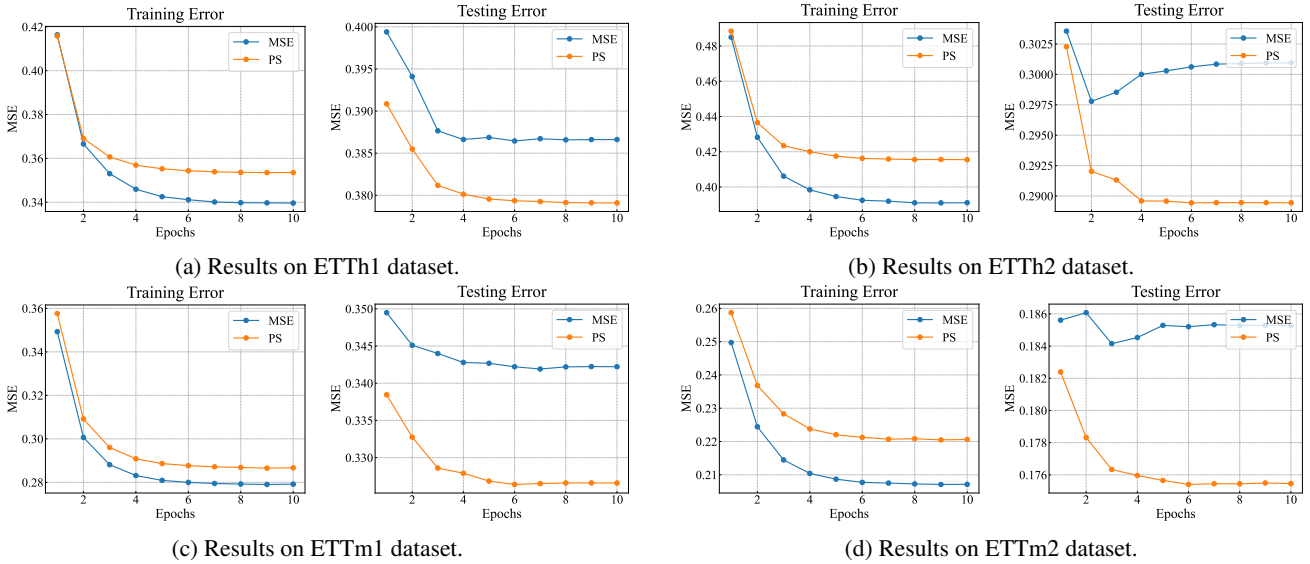 Training Error
MSE
0.42
0.40
0.38
0.36
0.34
2 4 6 8 10
Epochs
MSE
PS
Testing Error
MSE
0.400
0.395
0.390
0.385
0.380
2 4 6 8 10
Epochs
MSE
PS
(a) Results on ETTh1 dataset.
Training Error
MSE
0.48
0.46
0.44
0.42
0.40
2 4 6 8 10
Epochs
MSE
PS
Testing Error
MSE
0.3025
0.3000
0.2975
0.2950
0.2925
0.2900
2 4 6 8 10
Epochs
MSE
PS
(b) Results on ETTh2 dataset.
Training Error
MSE
0.36
0.34
0.32
0.30
0.28
2 4 6 8 10
Epochs
MSE
PS
Testing Error
MSE
0.350
0.345
0.340
0.335
0.330
2 4 6 8 10
Epochs
MSE
PS
(c) Results on ETTm1 dataset.
Training Error
MSE
0.26
0.25
0.24
0.23
0.22
0.21
2 4 6 8 10
Epochs
MSE
PS
Testing Error
MSE
0.186
0.184
0.182
0.180
0.178
0.176
2 4 6 8 10
Epochs
MSE
PS
(d) Results on ETTm2 dataset.